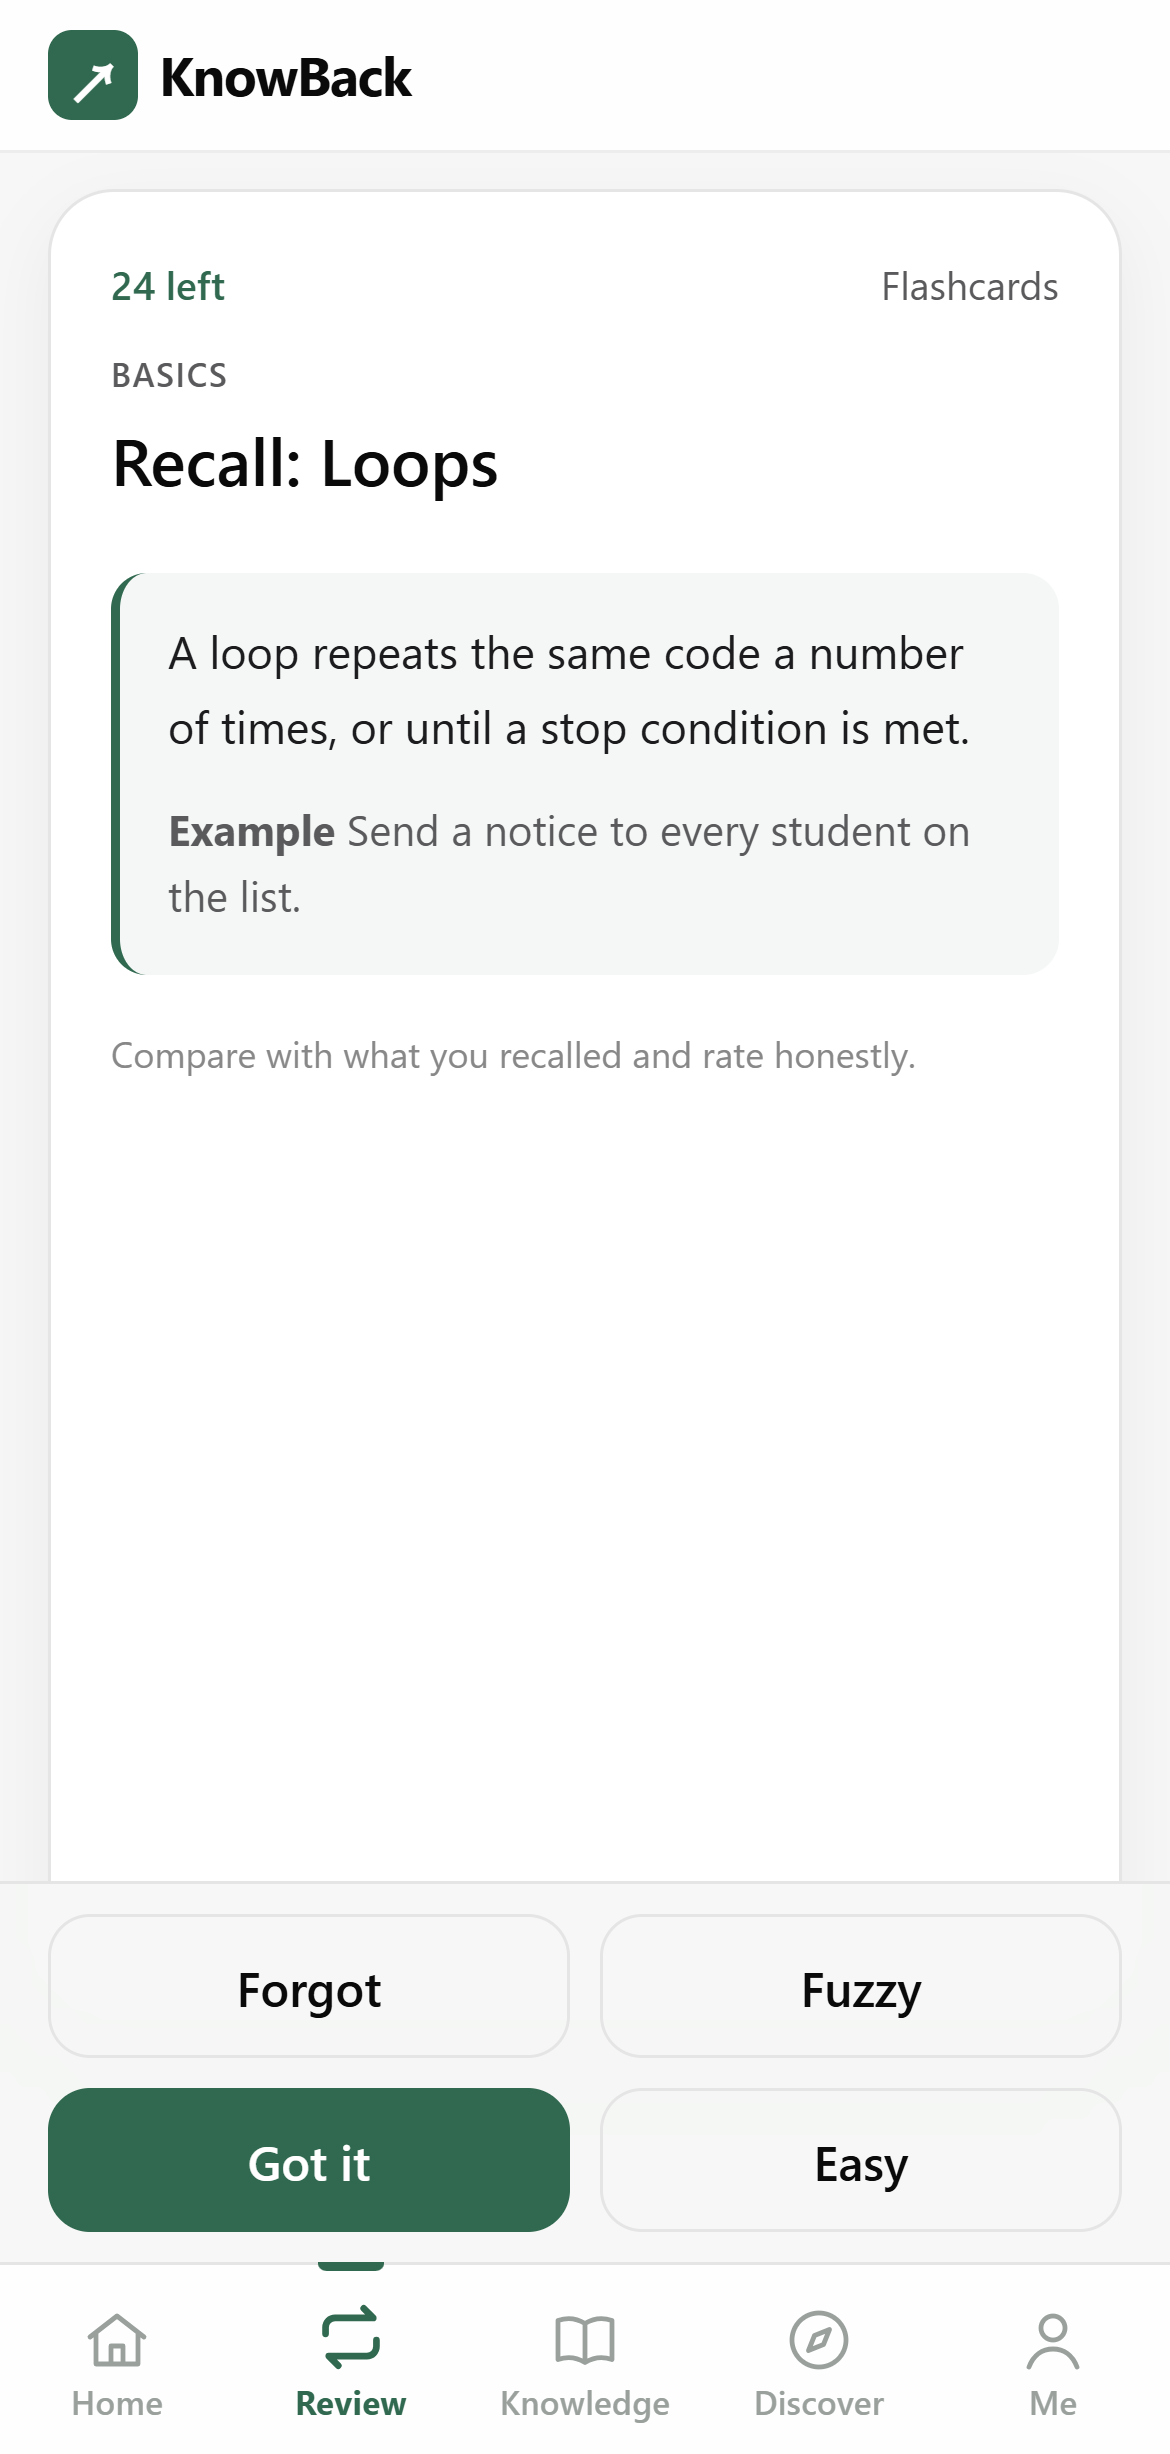 KnowBack
24 left
Flashcards
BASICS
Recall: Loops
A loop repeats the same code a number
of times, or until a stop condition is met.
Example Send a notice to every student on
the list.
Compare with what you recalled and rate honestly.
Forgot
Fuzzy
Got it
Easy
Home
Review
Knowledge
Discover
Me